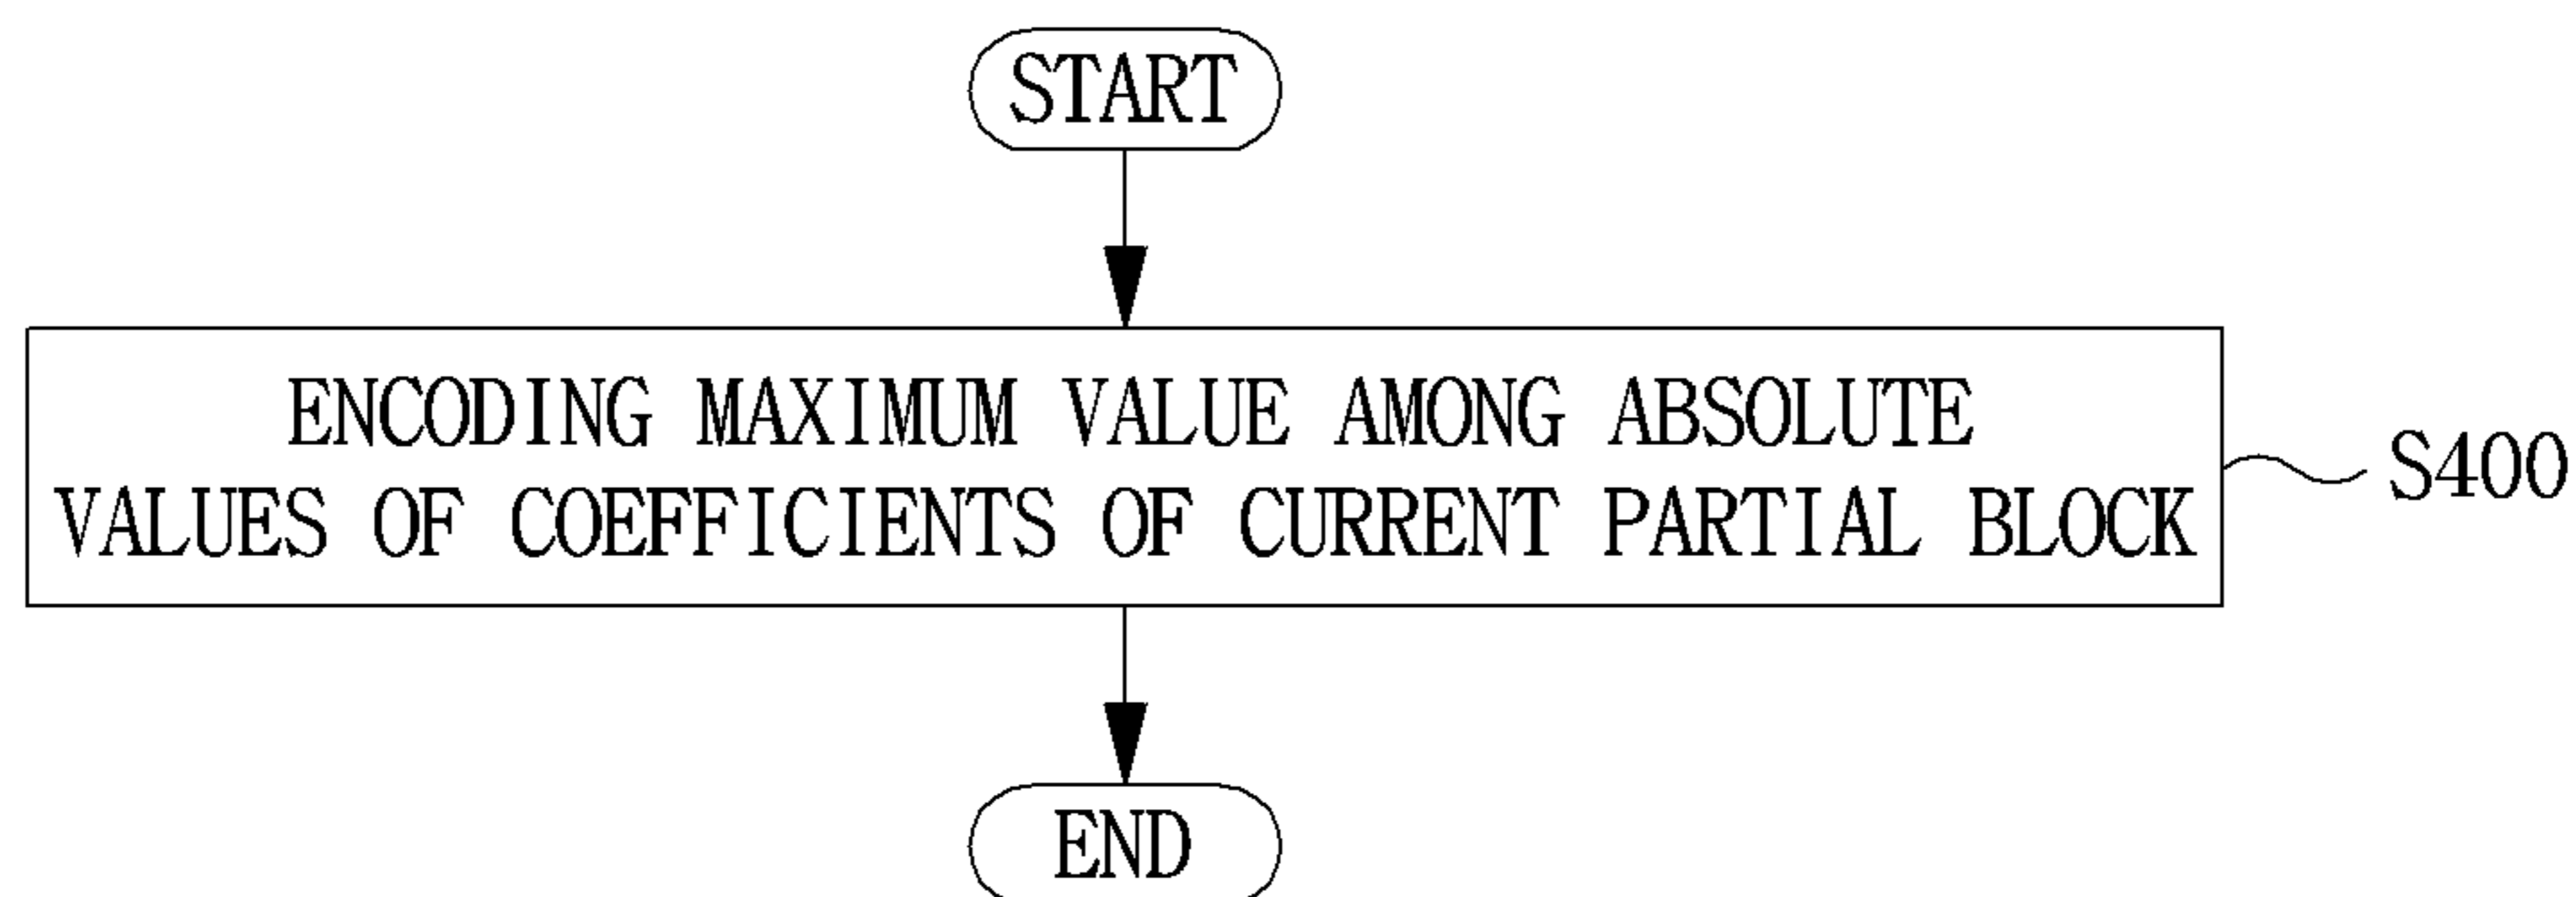 START
ENCODING MAXIMUM VALUE AMONG ABSOLUTE
VALUES OF COEFFICIENTS OF CURRENT PARTIAL BLOCK
S400
END